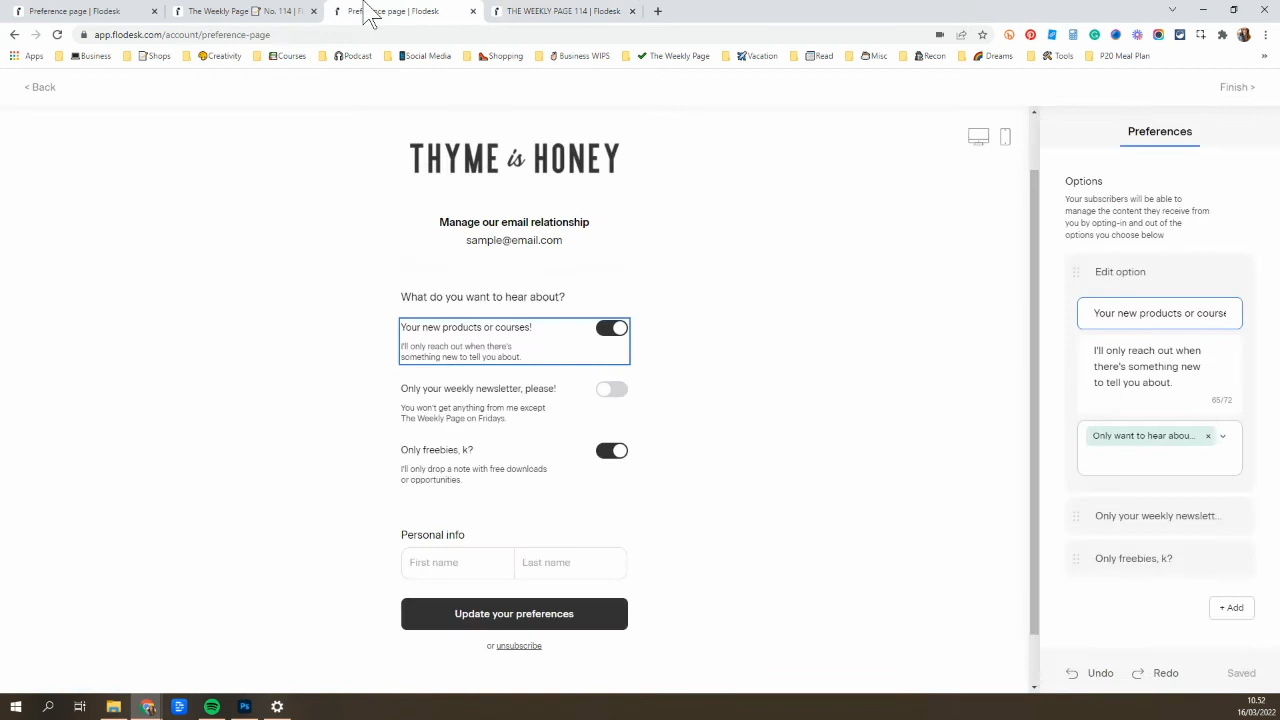 Preference page | Flodesk
The Weekly Page 📝 No. 114 | Fl
Preference page | Flodesk
THE WEEKLY PAGE 114 | Flodesk
app.flodesk.com/account/preference-page
Apps
Business
Shops
Creativity
Courses
Podcast
Social Media
Shopping
Business WIPS
The Weekly Page
Vacation
Read
Misc
Recon
Dreams
Tools
P20 Meal Plan
< Back
Finish >
THYME is HONEY
Manage our email relationship
sample@email.com
What do you want to hear about?
Your new products or courses!
I'll only reach out when there's
something new to tell you about.
Only your weekly newsletter, please!
You won't get anything from me except
The Weekly Page on Fridays.
Only freebies, k?
I'll only drop a note with free downloads
or opportunities.
Personal info
First name
Last name
Update your preferences
or unsubscribe
Preferences
Options
Your subscribers will be able to
manage the content they receive from
you by opting-in and out of the
options you choose below
Edit option
Your new products or course
I'll only reach out when
there's something new
to tell you about.
65/72
Only want to hear abou... ×
Only your weekly newslett...
Only freebies, k?
+ Add
Undo
Redo
Saved
10.52
16/03/2022